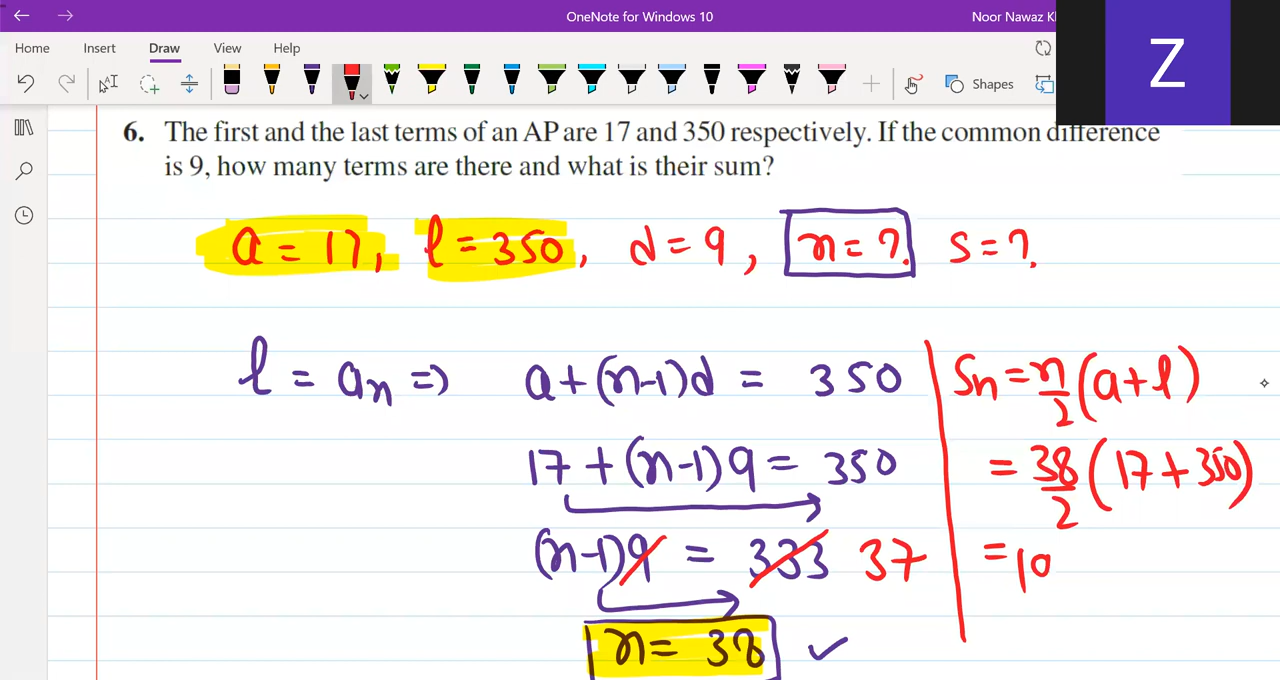 OneNote for Windows 10
Noor Nawaz Kh
Home Insert Draw View Help
Shapes
Z
6. The first and the last terms of an AP are 17 and 350 respectively. If the common difference
is 9, how many terms are there and what is their sum?
a = 17, l = 350, d = 9, n = ?. S = ?.
l = an => a+(n-1)d = 350
17 + (n-1)9 = 350
(n-1)9 = 333 37
n = 38 ✓
Sn = n/2 (a+l)
= 38/2 (17+350)
= 10